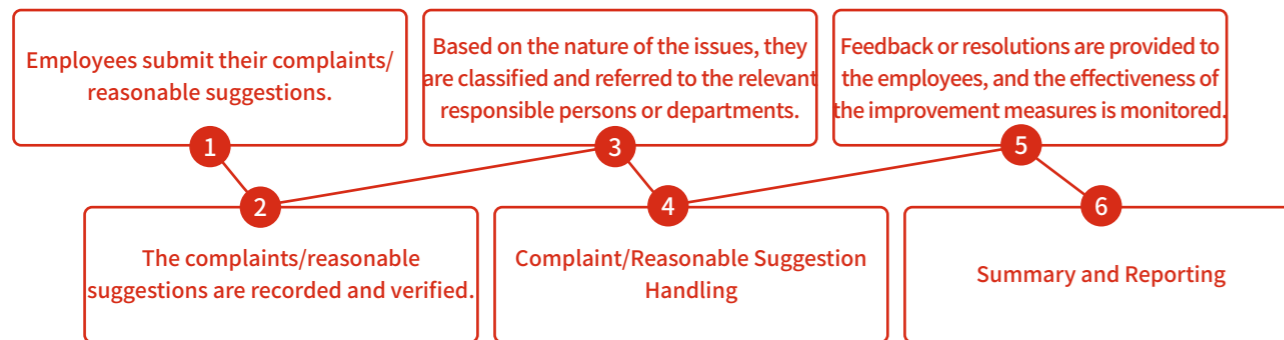 Employees submit their complaints/
reasonable suggestions.
1
The complaints/reasonable
suggestions are recorded and verified.
2
Based on the nature of the issues, they
are classified and referred to the relevant
responsible persons or departments.
3
Complaint/Reasonable Suggestion
Handling
4
Feedback or resolutions are provided to
the employees, and the effectiveness of
the improvement measures is monitored.
5
Summary and Reporting
6